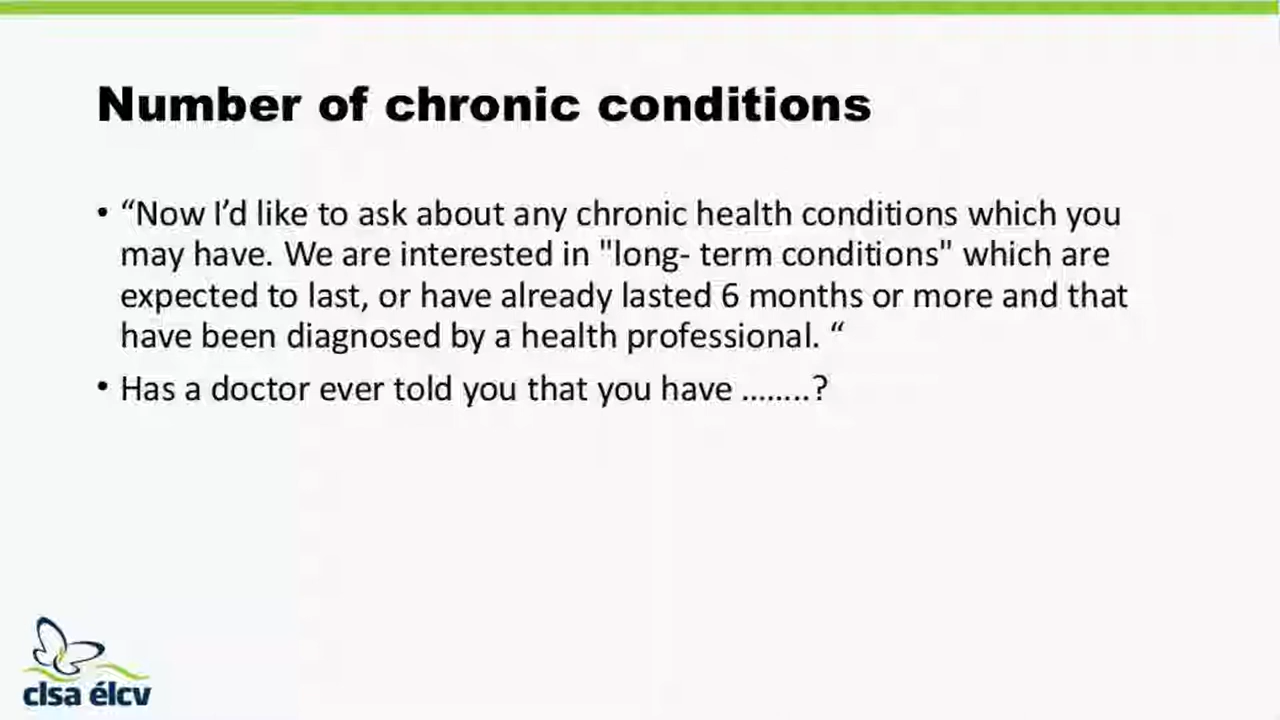 Number of chronic conditions
• “Now I’d like to ask about any chronic health conditions which you
may have. We are interested in "long- term conditions" which are
expected to last, or have already lasted 6 months or more and that
have been diagnosed by a health professional. “
• Has a doctor ever told you that you have ……..?
clsa élcv